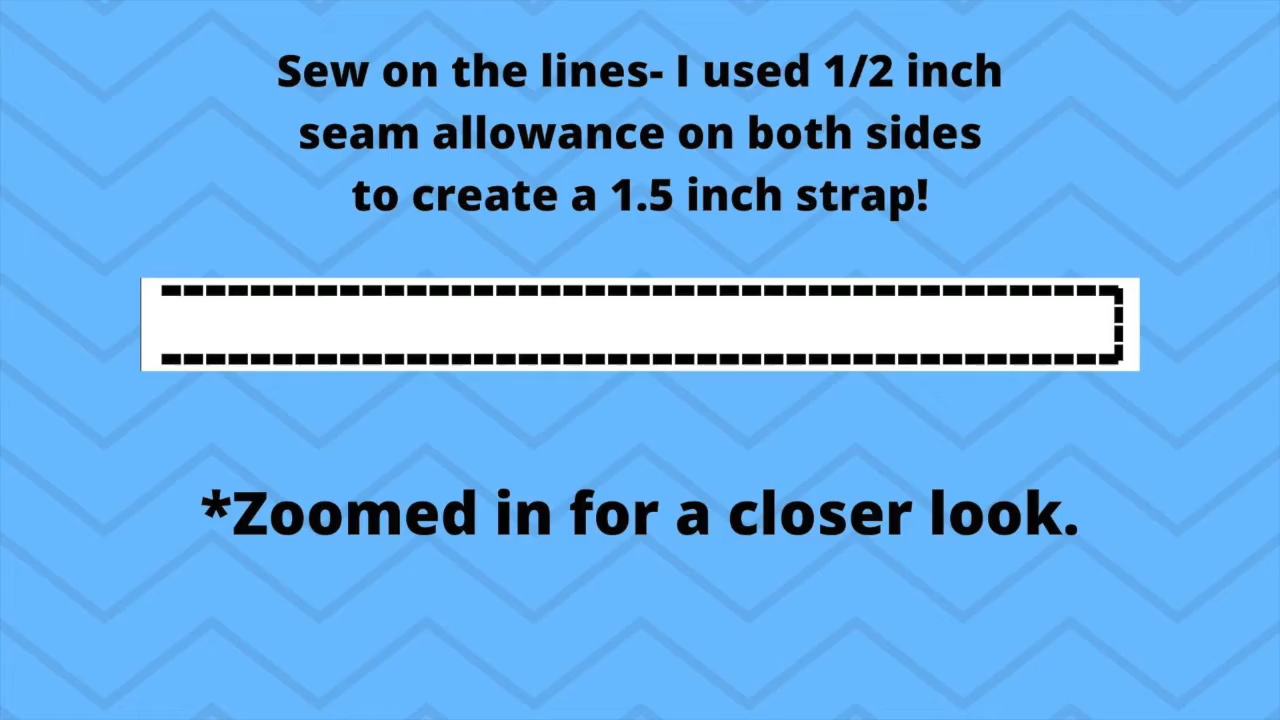 Sew on the lines- I used 1/2 inch
seam allowance on both sides
to create a 1.5 inch strap!
*Zoomed in for a closer look.